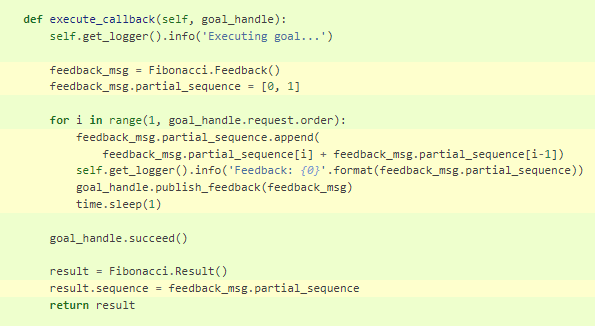 def execute_callback(self, goal_handle):
    self.get_logger().info('Executing goal...')

    feedback_msg = Fibonacci.Feedback()
    feedback_msg.partial_sequence = [0, 1]

    for i in range(1, goal_handle.request.order):
        feedback_msg.partial_sequence.append(
            feedback_msg.partial_sequence[i] + feedback_msg.partial_sequence[i-1])
        self.get_logger().info('Feedback: {0}'.format(feedback_msg.partial_sequence))
        goal_handle.publish_feedback(feedback_msg)
        time.sleep(1)

    goal_handle.succeed()

    result = Fibonacci.Result()
    result.sequence = feedback_msg.partial_sequence
    return result